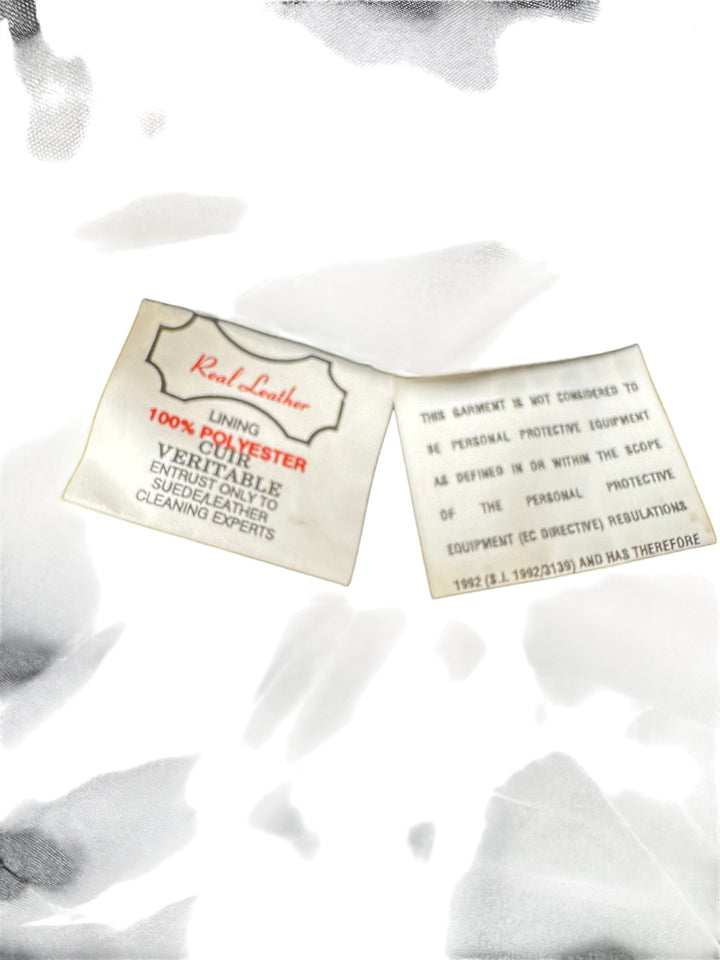 Real Leather
LINING
100% POLYESTER
CUIR
VERITABLE
ENTRUST ONLY TO
SUEDE/LEATHER
CLEANING EXPERTS
THIS GARMENT IS NOT CONSIDERED TO
BE PERSONAL PROTECTIVE EQUIPMENT
AS DEFINED IN OR WITHIN THE SCOPE
OF THE PERSONAL PROTECTIVE
EQUIPMENT (EC DIRECTIVE) REGULATIONS
1992 (S.I. 1992/3139) AND HAS THEREFORE